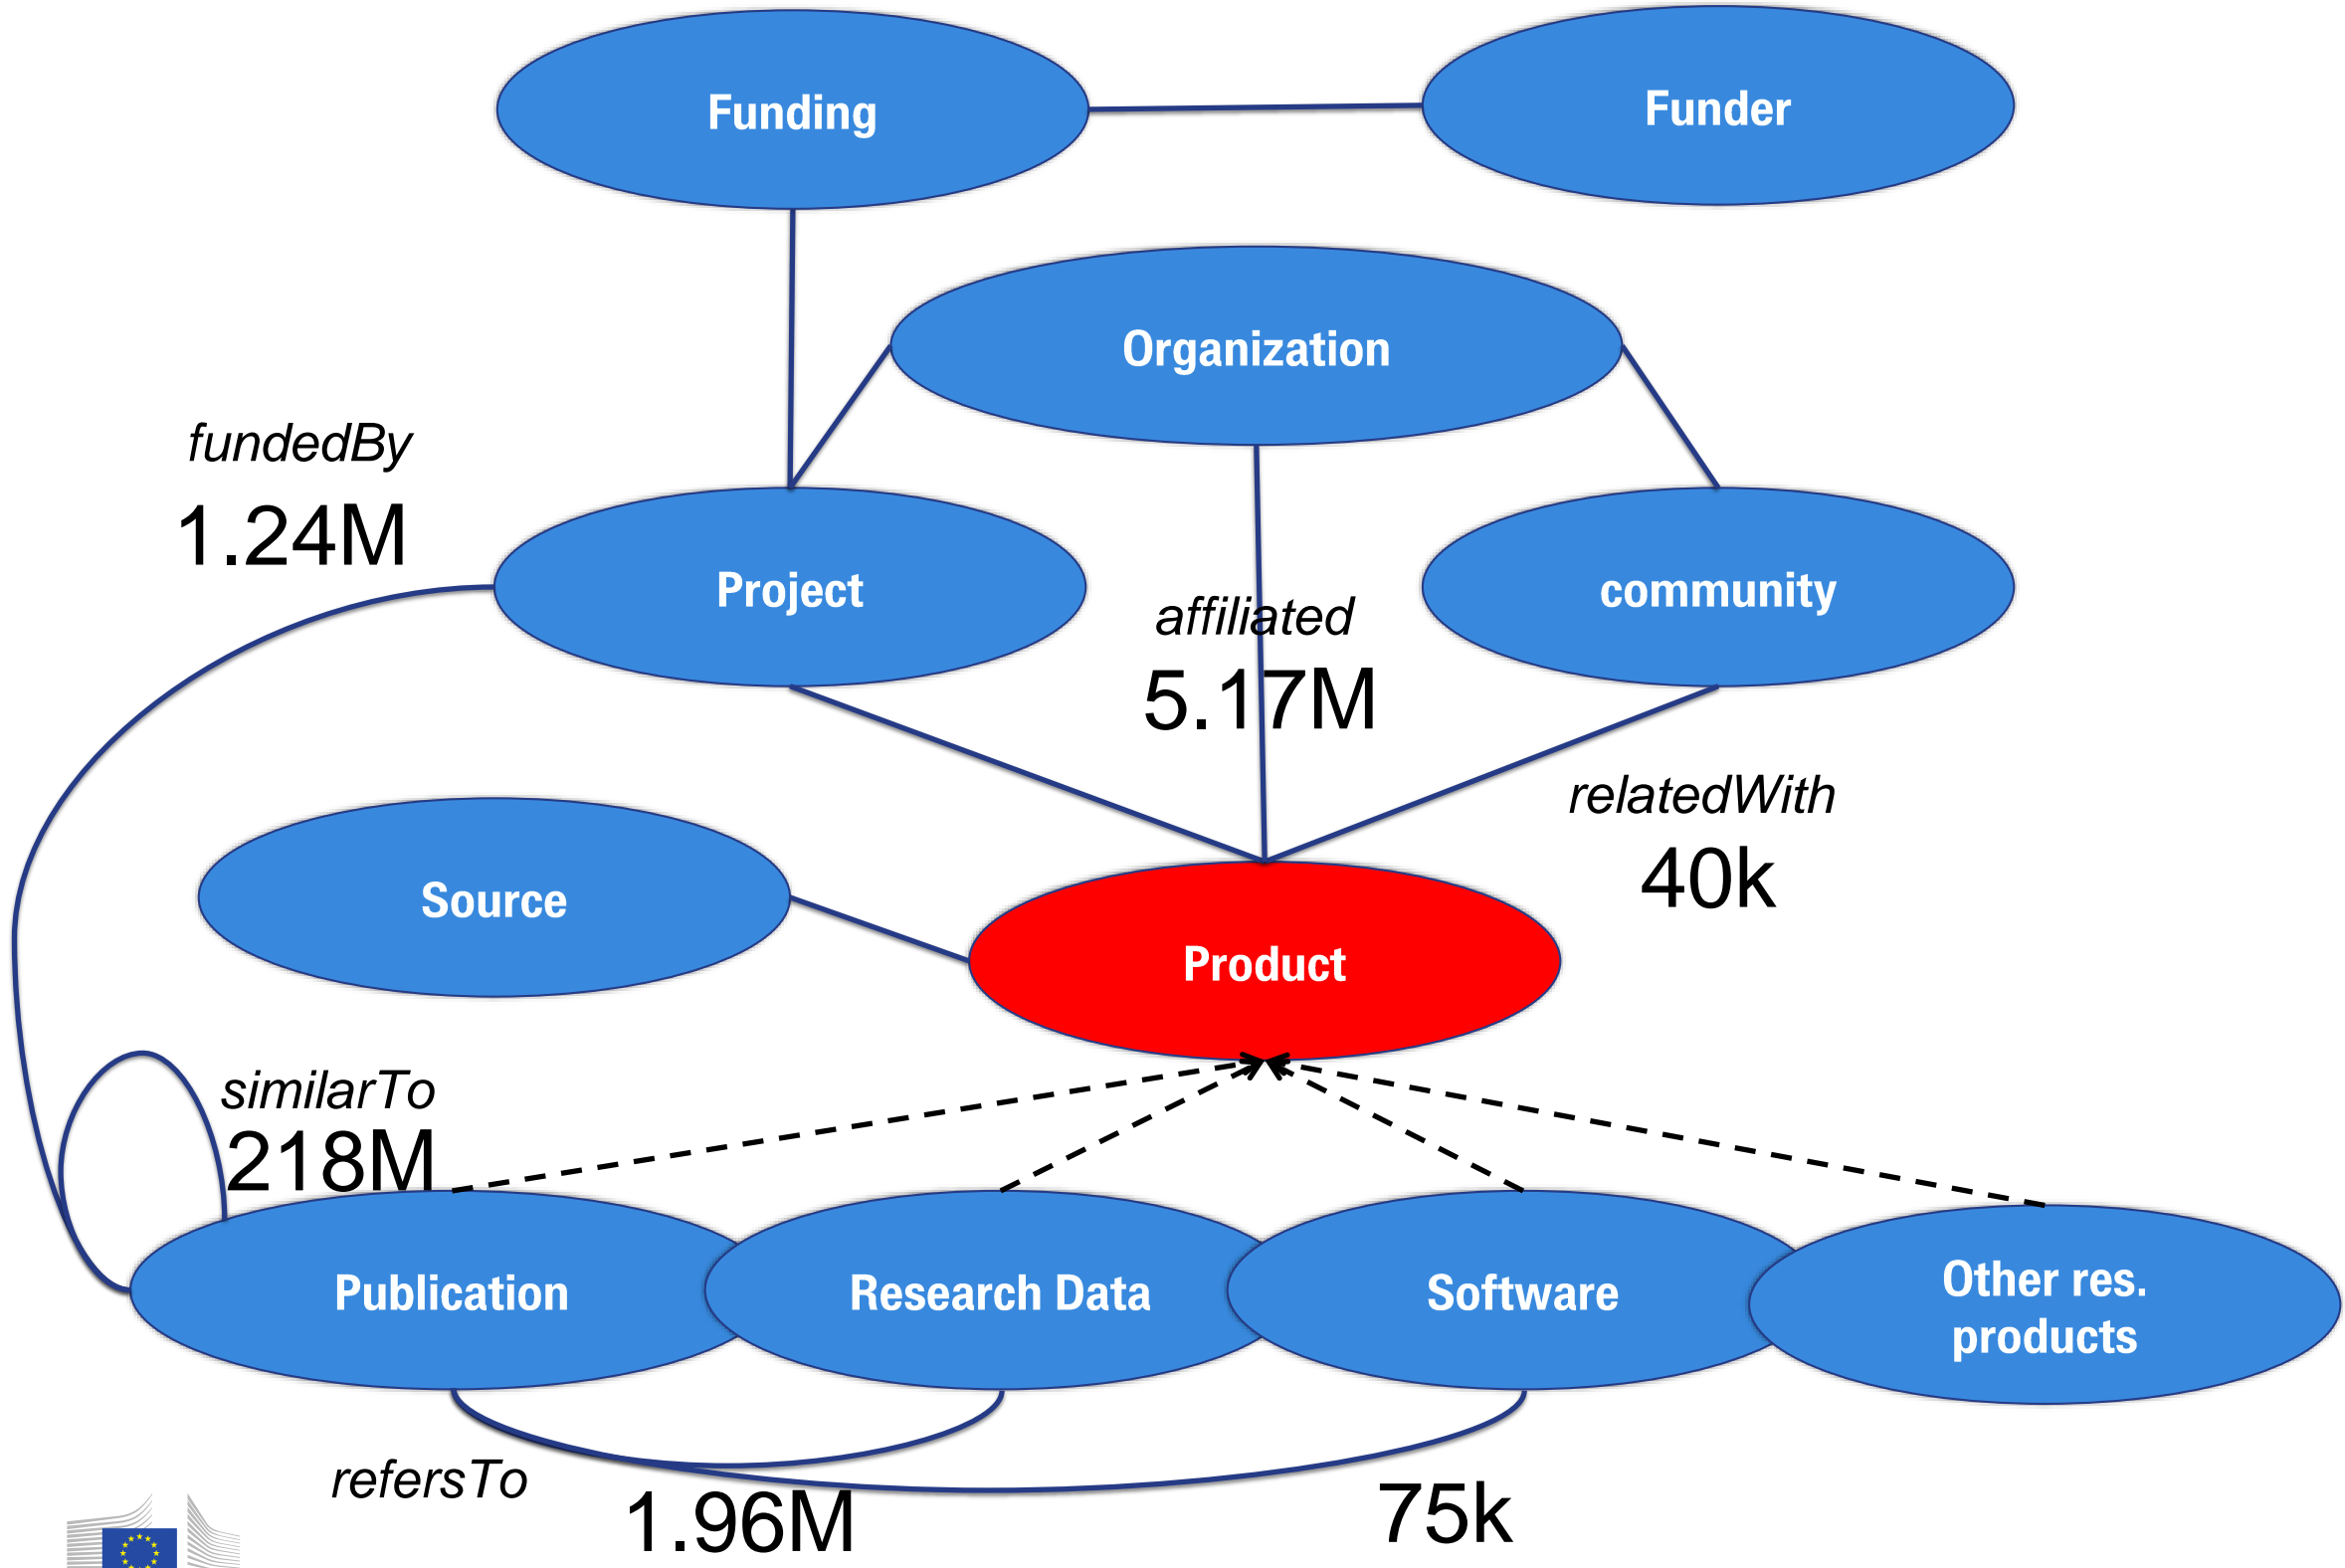 Funding
Funder
Organization
fundedBy
1.24M
Project
community
affiliated
5.17M
relatedWith
40k
Source
Product
similarTo
218M
Publication
Research Data
Software
Other res.
products
refersTo
1.96M
75k